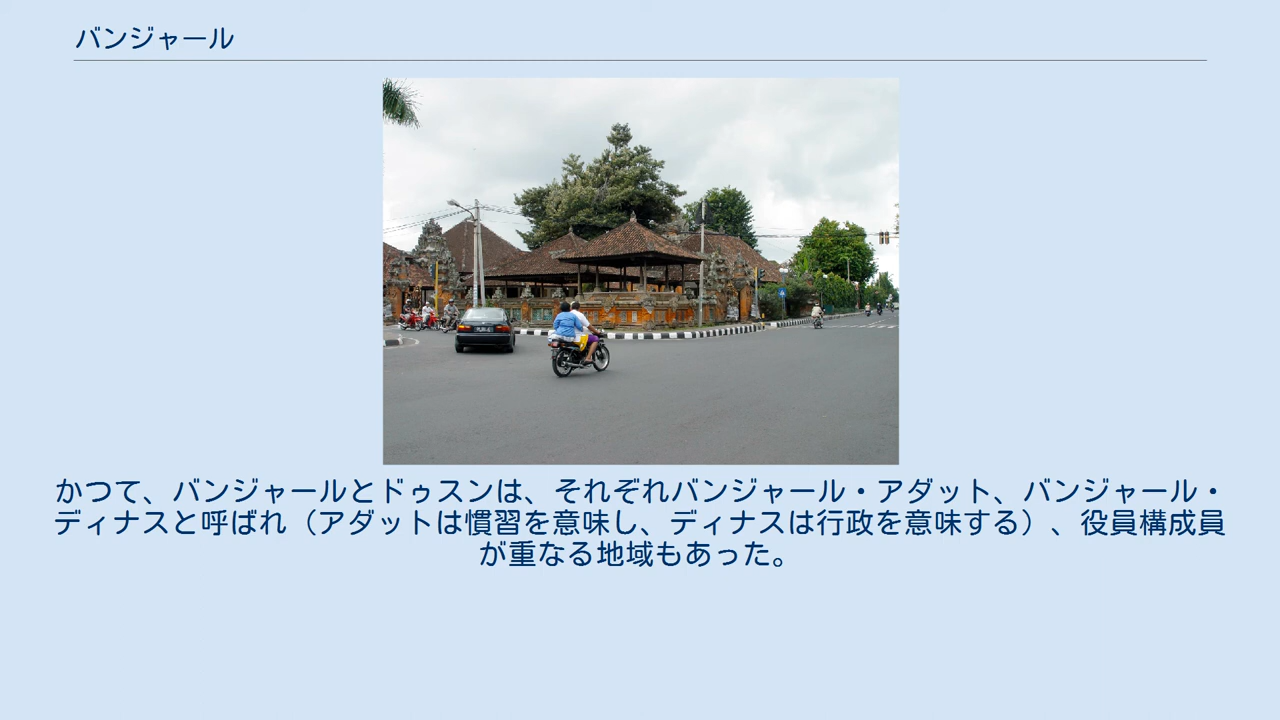 バンジャール
かつて、バンジャールとドゥスンは、それぞれバンジャール・アダット、バンジャール・
ディナスと呼ばれ（アダットは慣習を意味し、ディナスは行政を意味する）、役員構成員
が重なる地域もあった。